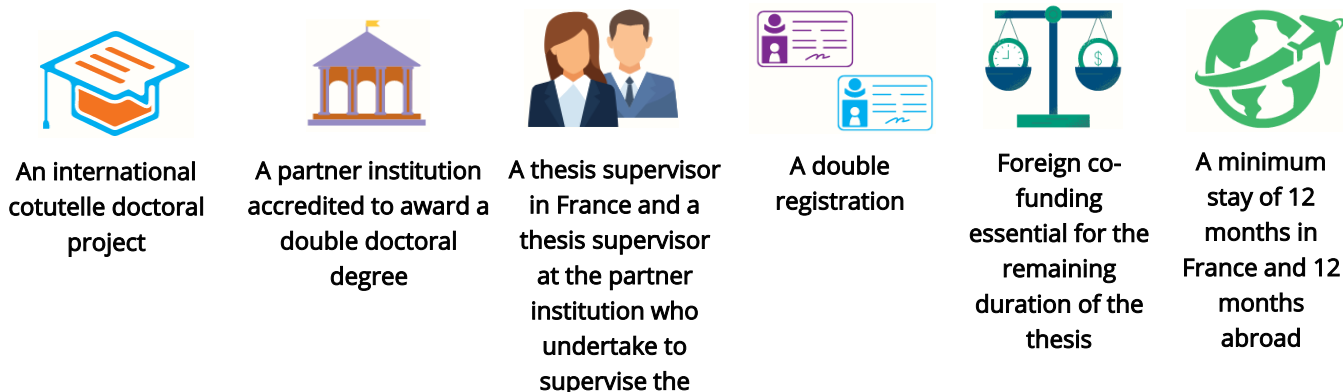 An international
cotutelle doctoral
project
A partner institution
accredited to award a
double doctoral
degree
A thesis supervisor
in France and a
thesis supervisor
at the partner
institution who
undertake to
supervise the
A double
registration
Foreign co-
funding
essential for the
remaining
duration of the
thesis
A minimum
stay of 12
months in
France and 12
months
abroad
$